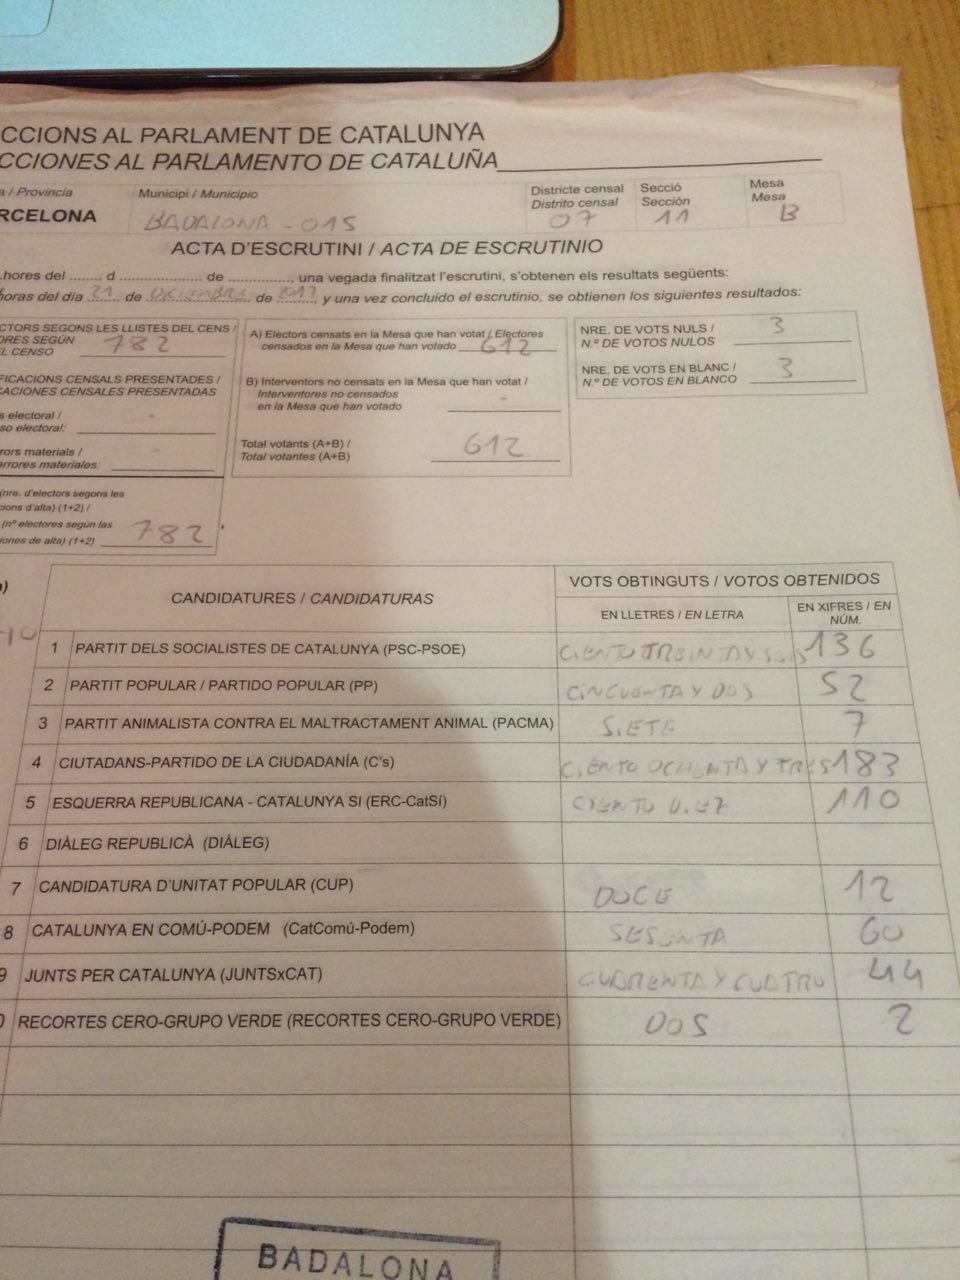 CCIONS AL PARLAMENT DE CATALUNYA
CCIONES AL PARLAMENTO DE CATALUÑA
a / Provincia
RCELONA
Municipi / Municipio
BADALONA - 015
Districte censal
Distrito censal
07
Secció
Sección
11
Mesa
Mesa
B
ACTA D'ESCRUTINI / ACTA DE ESCRUTINIO
hores del ........ d ...................... de ..............., una vegada finalitzat l'escrutini, s'obtenen els resultats següents:
horas del día 21 de DICIEMBRE de 2017 y una vez concluido el escrutinio, se obtienen los siguientes resultados:
CTORS SEGONS LES LLISTES DEL CENS /
ORES SEGÚN
EL CENSO 782
FICACIONS CENSALS PRESENTADES /
CACIONES CENSALES PRESENTADAS
s electoral / -
so electoral:
rors materials / -
errores materiales:
(nre. d'electors segons les
cions d'alta) (1+2) /
(nº electores según las
iones de alta) (1+2) 782
A) Electors censats en la Mesa que han votat / Electores
censados en la Mesa que han votado 612
B) Interventors no censats en la Mesa que han votat /
Interventores no censados
en la Mesa que han votado -
Total votants (A+B) /
Total votantes (A+B) 612
NRE. DE VOTS NULS / 3
N.º DE VOTOS NULOS
NRE. DE VOTS EN BLANC / 3
N.º DE VOTOS EN BLANCO
CANDIDATURES / CANDIDATURAS
VOTS OBTINGUTS / VOTOS OBTENIDOS
EN LLETRES / EN LETRA
EN XIFRES / EN
NÚM.
1 PARTIT DELS SOCIALISTES DE CATALUNYA (PSC-PSOE) CIENTO TREINTA Y SEIS 136
2 PARTIT POPULAR / PARTIDO POPULAR (PP) CINCUENTA Y DOS 52
3 PARTIT ANIMALISTA CONTRA EL MALTRACTAMENT ANIMAL (PACMA) SIETE 7
4 CIUTADANS-PARTIDO DE LA CIUDADANÍA (C's) CIENTO OCHENTA Y TRES 183
5 ESQUERRA REPUBLICANA - CATALUNYA SI (ERC-CatSí) CIENTO DIEZ 110
6 DIÀLEG REPUBLICÀ (DIÀLEG)
7 CANDIDATURA D'UNITAT POPULAR (CUP) DOCE 12
8 CATALUNYA EN COMÚ-PODEM (CatComú-Podem) SESENTA 60
9 JUNTS PER CATALUNYA (JUNTSxCAT) CUARENTA Y CUATRO 44
0 RECORTES CERO-GRUPO VERDE (RECORTES CERO-GRUPO VERDE) DOS 2
BADALONA